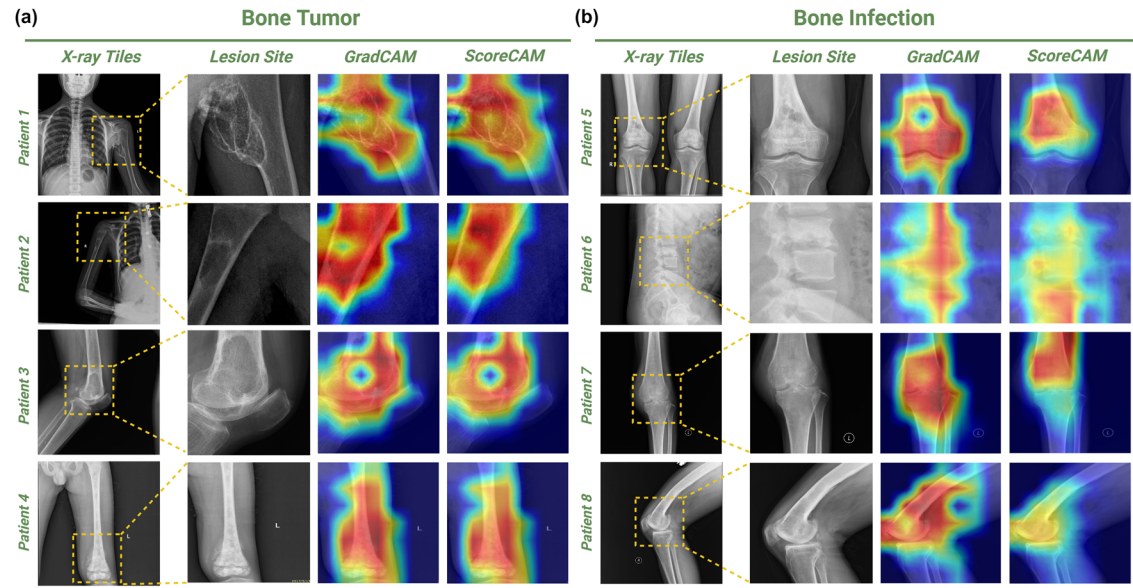 (a) Bone Tumor
(b) Bone Infection
X-ray Tiles Lesion Site GradCAM ScoreCAM
X-ray Tiles Lesion Site GradCAM ScoreCAM
Patient 1
Patient 2
Patient 3
Patient 4
Patient 5
R
Patient 6
Patient 7
L
L
L
L
Patient 8
L
L
L
L